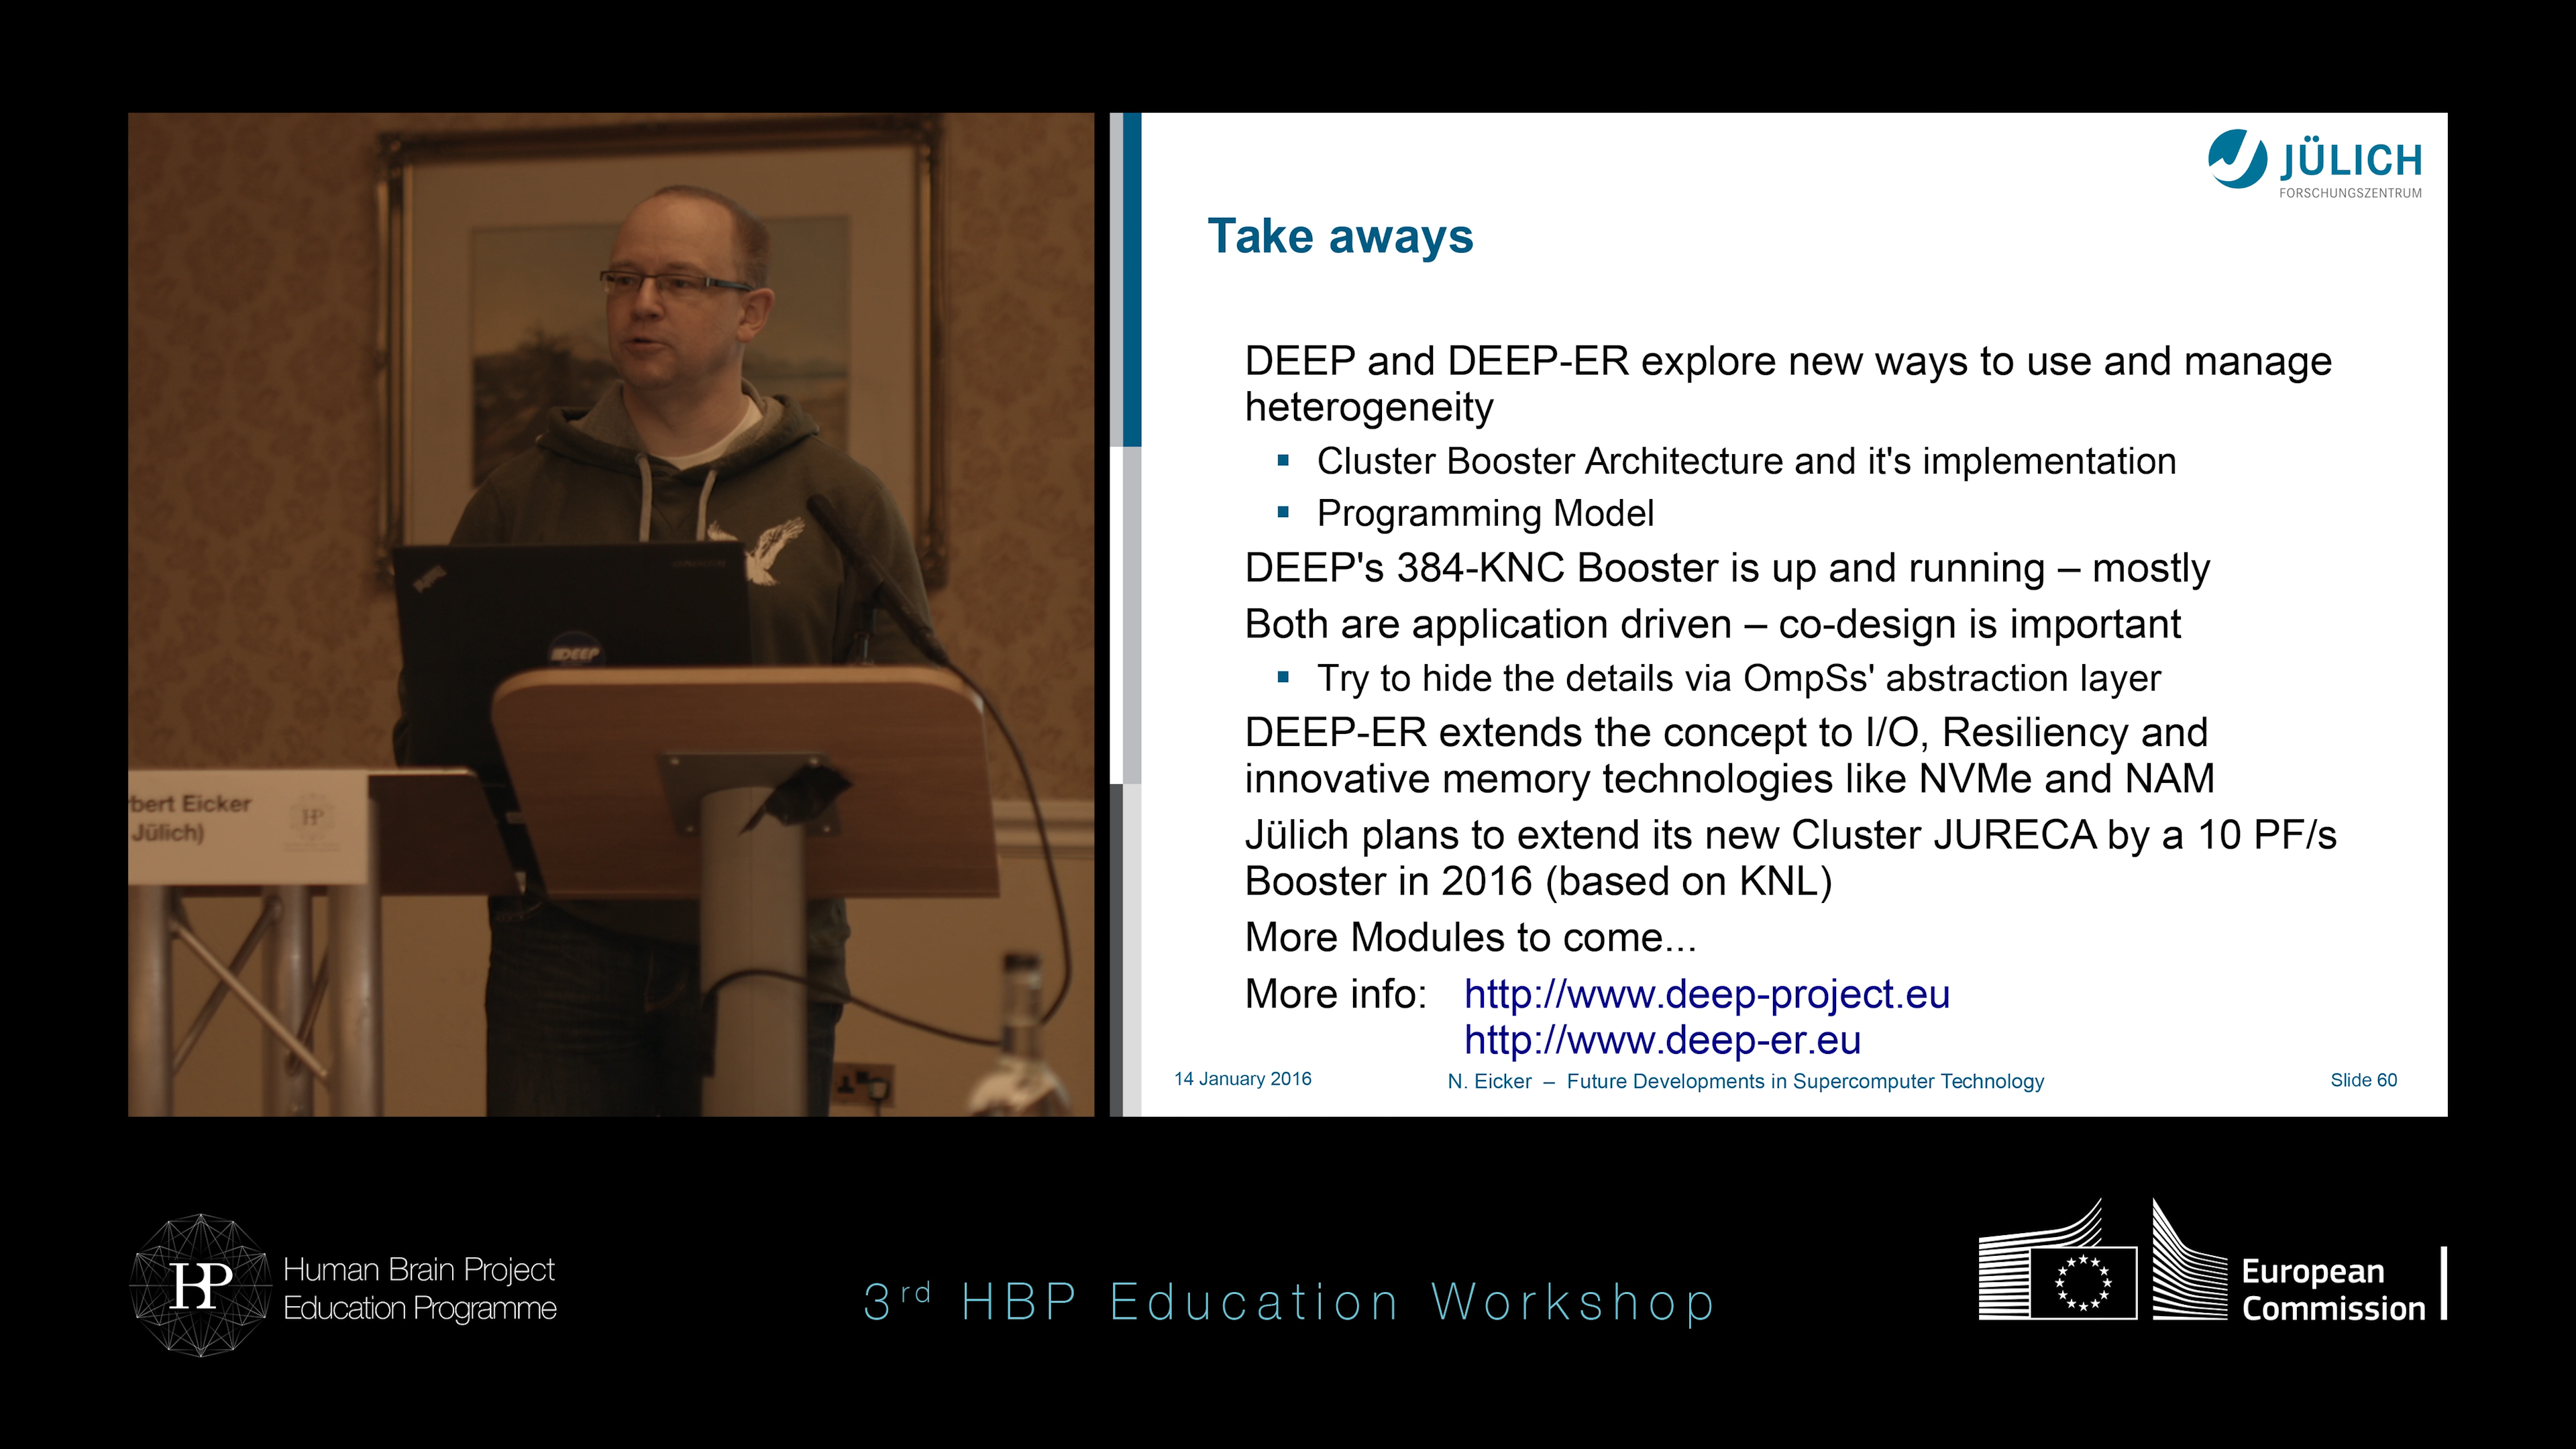 JÜLICH
FORSCHUNGSZENTRUM
Take aways
DEEP and DEEP-ER explore new ways to use and manage
heterogeneity
Cluster Booster Architecture and it's implementation
Programming Model
DEEP's 384-KNC Booster is up and running – mostly
Both are application driven – co-design is important
Try to hide the details via OmpSs' abstraction layer
DEEP-ER extends the concept to I/O, Resiliency and
innovative memory technologies like NVMe and NAM
Jülich plans to extend its new Cluster JURECA by a 10 PF/s
Booster in 2016 (based on KNL)
More Modules to come...
More info: http://www.deep-project.eu
http://www.deep-er.eu
14 January 2016 N. Eicker – Future Developments in Supercomputer Technology Slide 60
DEEP
bert Eicker
Jülich)
HBP
HBP
Human Brain Project
Education Programme
3rd HBP Education Workshop
European
Commission